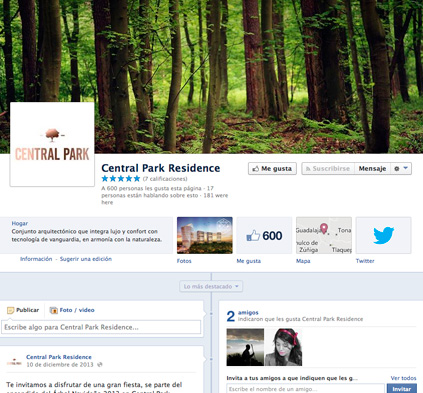 CENTRAL PARK
Central Park Residence
(7 calificaciones)
A 600 personas les gusta esta página · 17
personas están hablando sobre esto · 181 were
here
Me gusta
Suscribirse
Mensaje
Hogar
Conjunto arquitectónico que integra lujo y confort con
tecnología de vanguardia, en armonía con la naturaleza.
Información · Sugerir una edición
600
Guadalaj
Tona
hulco de
Zúñiga
Tlaquep
Fotos
Me gusta
Mapa
Twitter
Lo más destacado
Publicar
Foto / video
Escribe algo para Central Park Residence...
Central Park Residence
10 de diciembre de 2013
Te invitamos a disfrutar de una gran fiesta, se parte del
2 amigos
indicaron que les gusta Central Park Residence
Invita a tus amigos a que indiquen que les g...
Ver todos
Escribe el nombre de un amigo...
Invitar